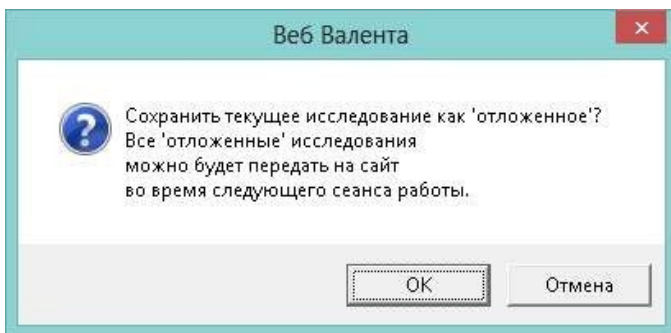 Веб Валента
Сохранить текущее исследование как 'отложенное'?
Все 'отложенные' исследования
можно будет передать на сайт
во время следующего сеанса работы.
OK
Отмена